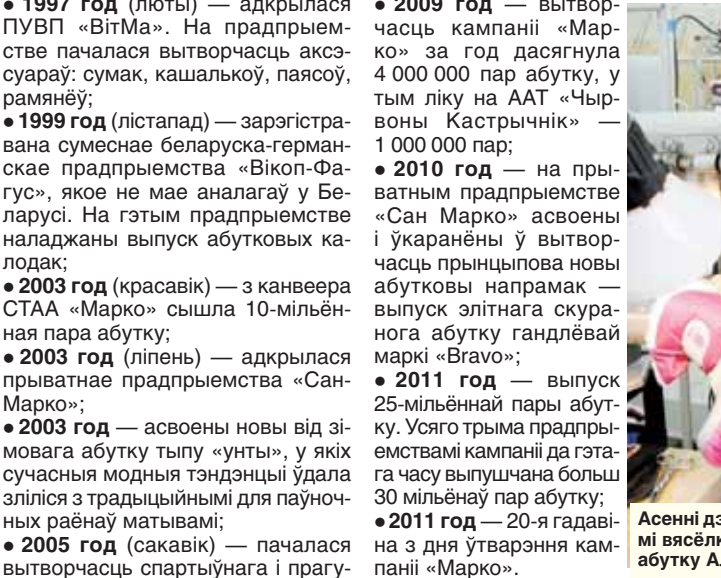 ● 1997 год (люты) — адкрылася
ПУВП «ВітМа». На прадпрыем-
стве пачалася вытворчасць аксэ-
суараў: сумак, кашалькоў, паясоў,
рамянёў;
● 1999 год (лістапад) — зарэгістра-
вана сумеснае беларуска-герман-
скае прадпрыемства «Вікоп-Фа-
гус», якое не мае аналагаў у Бе-
ларусі. На гэтым прадпрыемстве
наладжаны выпуск абутковых ка-
лодак;
● 2003 год (красавік) — з канвеера
СТАА «Марко» сышла 10-мільён-
ная пара абутку;
● 2003 год (ліпень) — адкрылася
прыватнае прадпрыемства «Сан-
Марко»;
● 2003 год — асвоены новы від зі-
мовага абутку тыпу «унты», у якіх
сучасныя модныя тэндэнцыі ўдала
зліліся з традыцыйнымі для паўноч-
ных раёнаў матывамі;
● 2005 год (сакавік) — пачалася
вытворчасць спартыўнага і прагу-
● 2009 год — вытвор-
часць кампаніі «Мар-
ко» за год дасягнула
4 000 000 пар абутку, у
тым ліку на ААТ «Чыр-
воны Кастрычнік» —
1 000 000 пар;
● 2010 год — на пры-
ватным прадпрыемстве
«Сан Марко» асвоены
і ўкаранёны ў вытвор-
часць прынцыпова новы
абутковы напрамак —
выпуск элітнага скура-
нога абутку гандлёвай
маркі «Bravo»;
● 2011 год — выпуск
25-мільённай пары абут-
ку. Усяго трыма прадпры-
емствамі кампаніі да гэта-
га часу выпушчана больш
30 мільёнаў пар абутку;
● 2011 год — 20-я гадаві-
на з дня ўтварэння кам-
паніі «Марко».
Асенні
мі
абутку